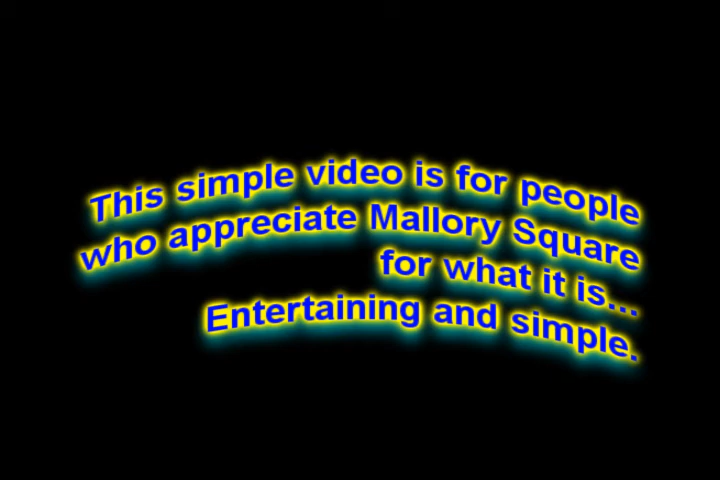 This simple video is for people
who appreciate Mallory Square
for what it is...
Entertaining and simple.